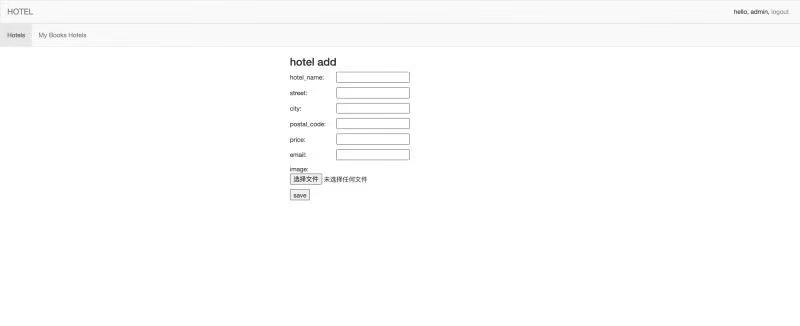 HOTEL hello, admin, logout
Hotels My Books Hotels
hotel add
hotel_name:
street:
city:
postal_code:
price:
email:
image:
选择文件 未选择任何文件
save